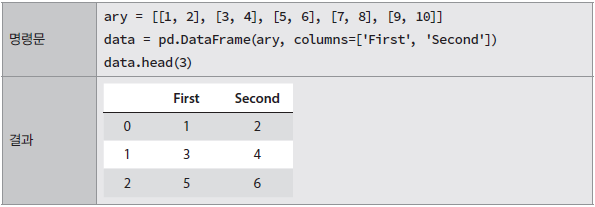 명령문
ary = [[1, 2], [3, 4], [5, 6], [7, 8], [9, 10]]
data = pd.DataFrame(ary, columns=['First', 'Second'])
data.head(3)
결과
First Second
0 1 2
1 3 4
2 5 6